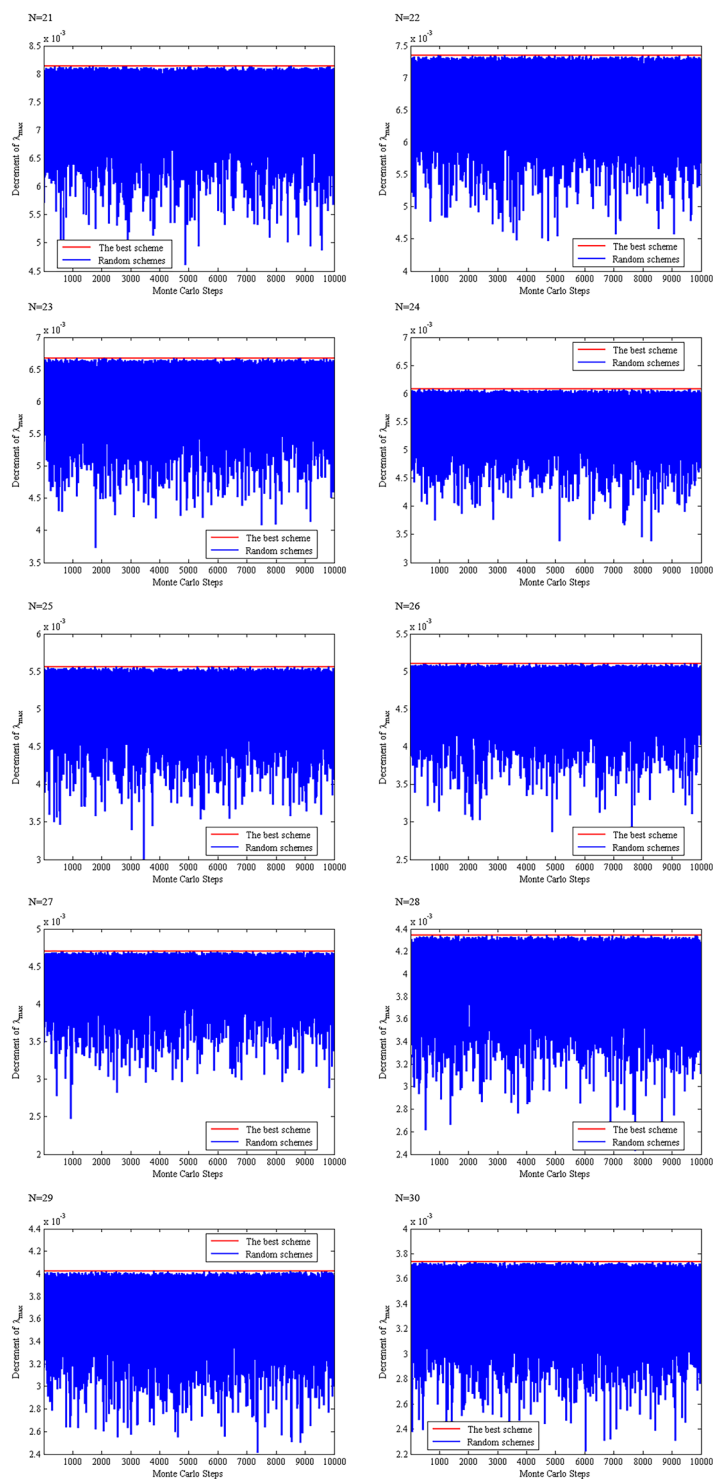 N=21
x 10⁻³
8.5
8
7.5
7
6.5
6
5.5
5
4.5
Decrement of λmax
The best scheme
Random schemes
1000 2000 3000 4000 5000 6000 7000 8000 9000 10000
Monte Carlo Steps
N=22
x 10⁻³
7.5
7
6.5
6
5.5
5
4.5
4
Decrement of λmax
The best scheme
Random schemes
1000 2000 3000 4000 5000 6000 7000 8000 9000 10000
Monte Carlo Steps
N=23
x 10⁻³
7
6.5
6
5.5
5
4.5
4
3.5
Decrement of λmax
The best scheme
Random schemes
1000 2000 3000 4000 5000 6000 7000 8000 9000 10000
Monte Carlo Steps
N=24
x 10⁻³
7
6.5
6
5.5
5
4.5
4
3.5
3
Decrement of λmax
The best scheme
Random schemes
1000 2000 3000 4000 5000 6000 7000 8000 9000 10000
Monte Carlo Steps
N=25
x 10⁻³
6
5.5
5
4.5
4
3.5
3
Decrement of λmax
The best scheme
Random schemes
1000 2000 3000 4000 5000 6000 7000 8000 9000 10000
Monte Carlo Steps
N=26
x 10⁻³
5.5
5
4.5
4
3.5
3
2.5
Decrement of λmax
The best scheme
Random schemes
1000 2000 3000 4000 5000 6000 7000 8000 9000 10000
Monte Carlo Steps
N=27
x 10⁻³
5
4.5
4
3.5
3
2.5
2
Decrement of λmax
The best scheme
Random schemes
1000 2000 3000 4000 5000 6000 7000 8000 9000 10000
Monte Carlo Steps
N=28
x 10⁻³
4.4
4.2
4
3.8
3.6
3.4
3.2
3
2.8
2.6
2.4
Decrement of λmax
The best scheme
Random schemes
1000 2000 3000 4000 5000 6000 7000 8000 9000 10000
Monte Carlo Steps
N=29
x 10⁻³
4.4
4.2
4
3.8
3.6
3.4
3.2
3
2.8
2.6
2.4
Decrement of λmax
The best scheme
Random schemes
1000 2000 3000 4000 5000 6000 7000 8000 9000 10000
Monte Carlo Steps
N=30
x 10⁻³
4
3.8
3.6
3.4
3.2
3
2.8
2.6
2.4
2.2
Decrement of λmax
The best scheme
Random schemes
1000 2000 3000 4000 5000 6000 7000 8000 9000 10000
Monte Carlo Steps